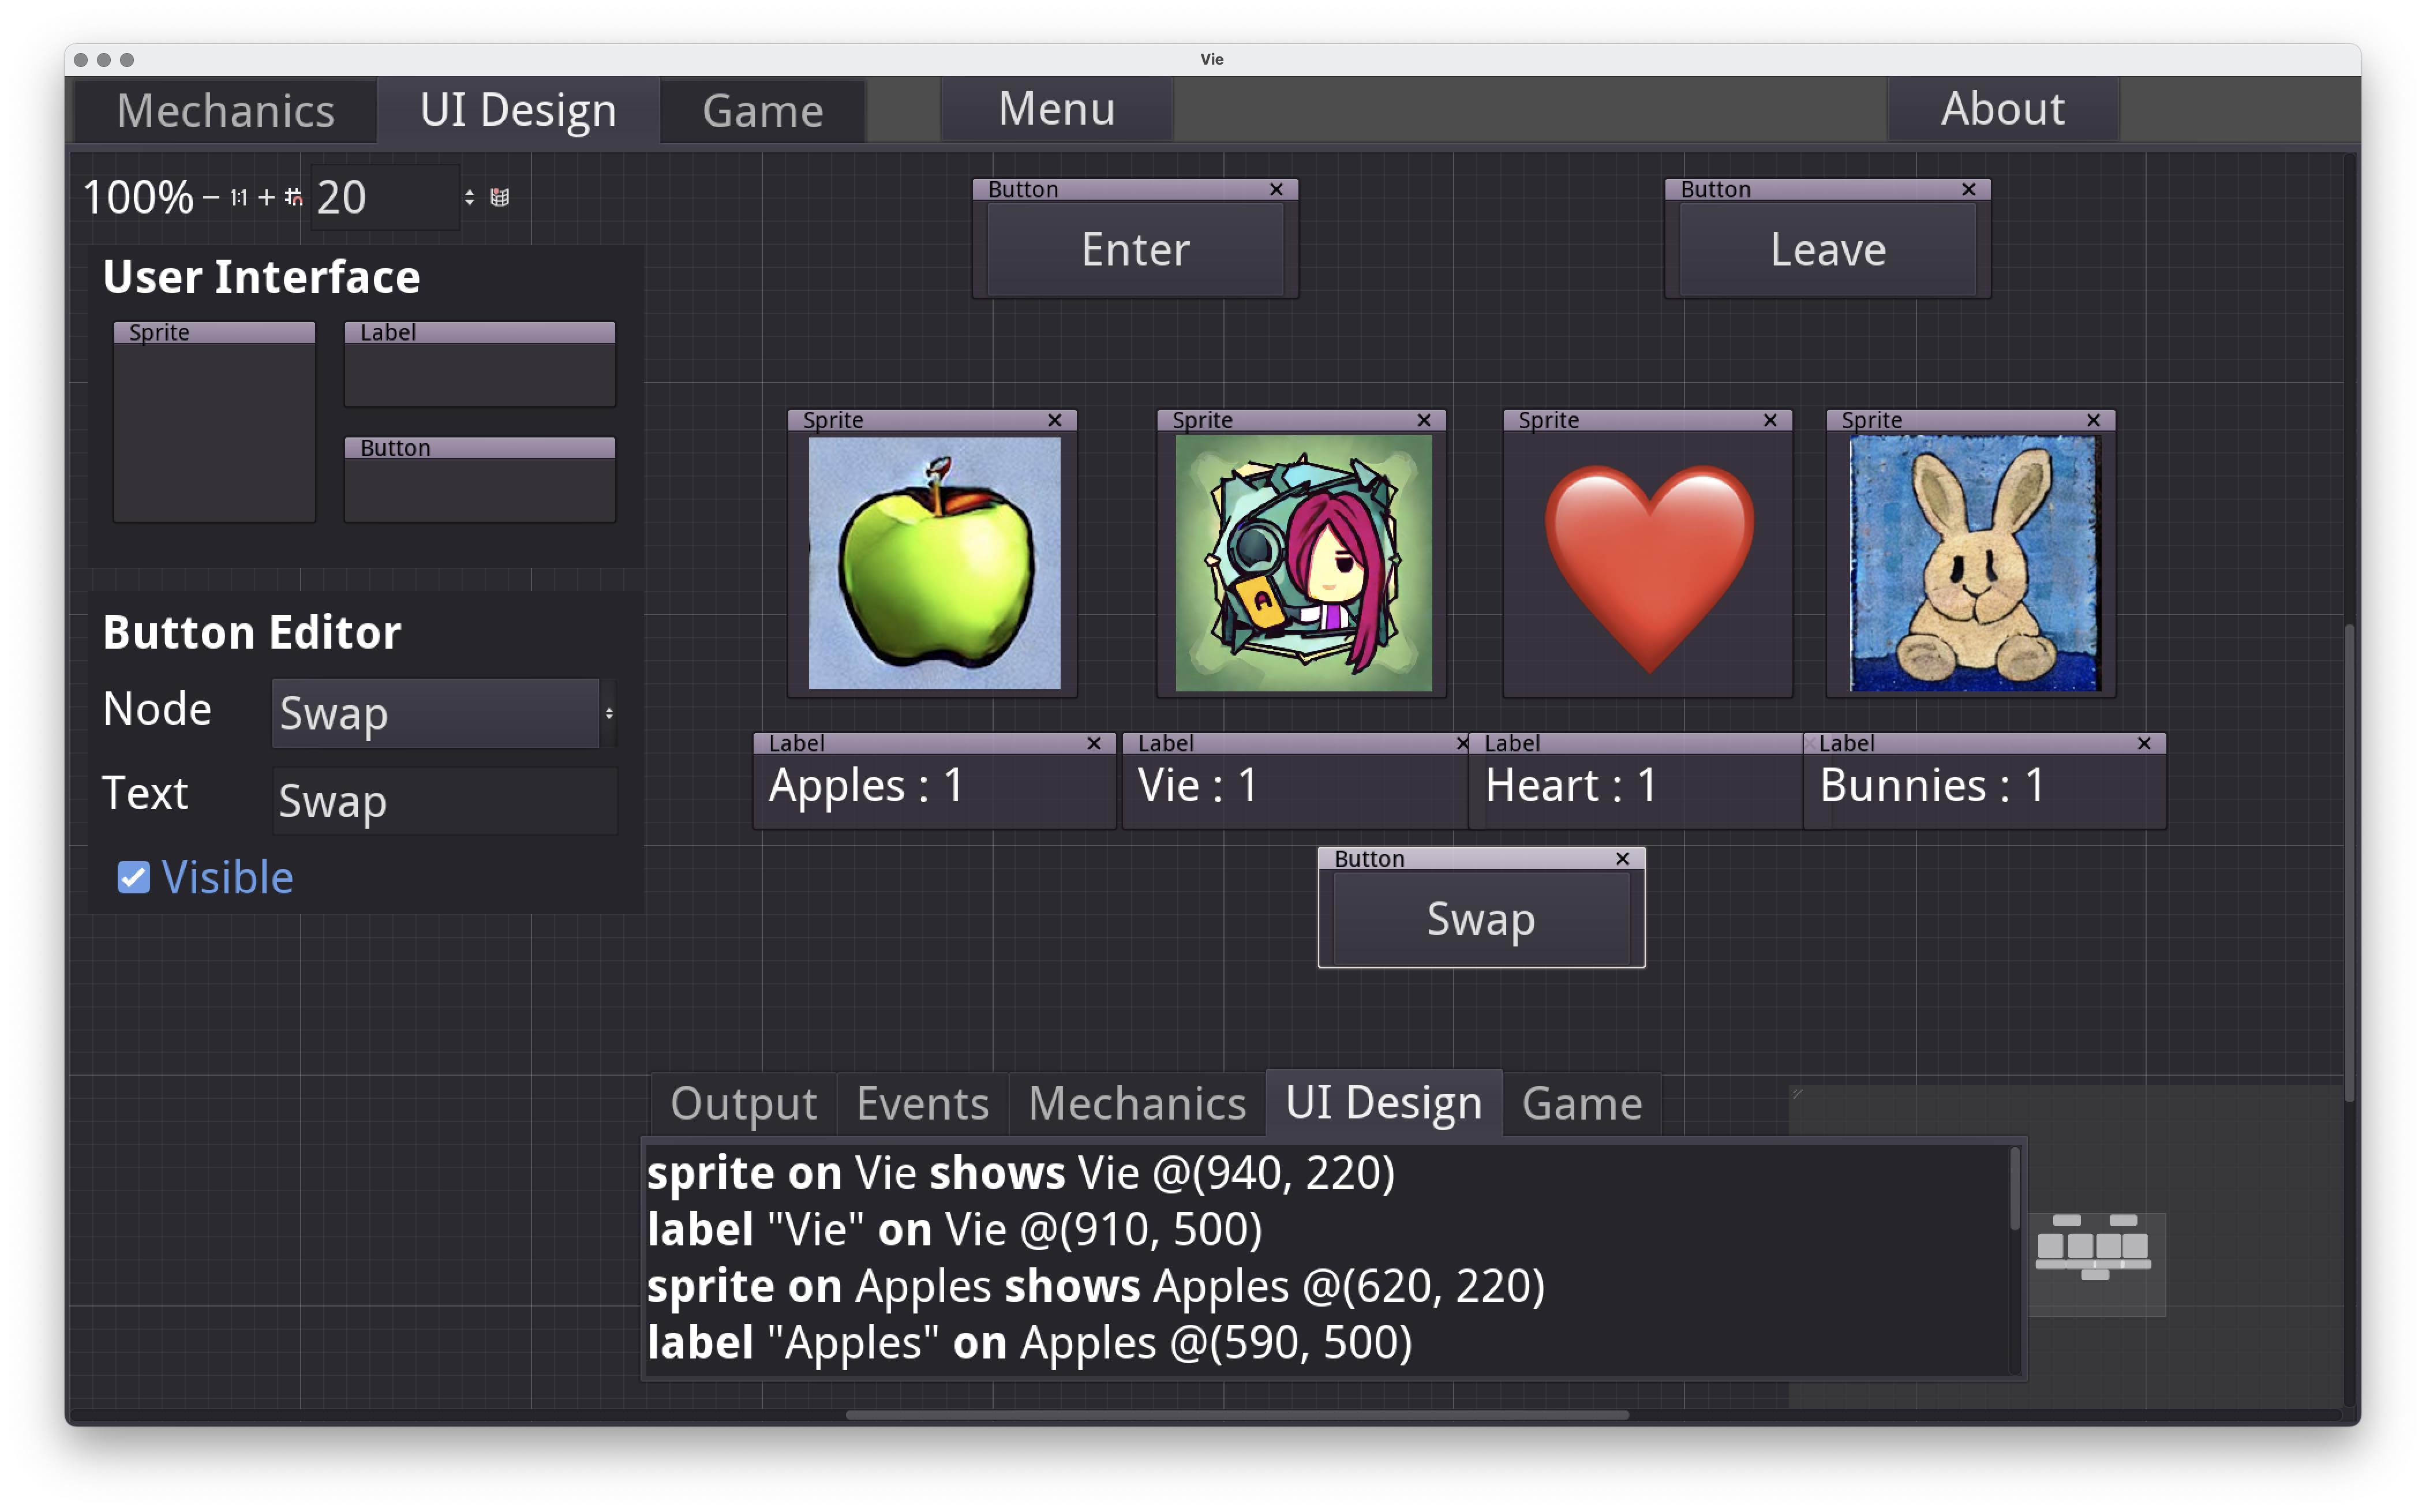 Vie
Mechanics UI Design Game Menu About
100% 1:1 20
User Interface
Sprite Label
Button
Button Editor
Node Swap
Text Swap
Visible
Button Button
Enter Leave
Sprite Sprite Sprite Sprite
Label Label Label Label
Apples : 1 Vie : 1 Heart : 1 Bunnies : 1
Button
Swap
Output Events Mechanics UI Design Game
sprite on Vie shows Vie @(940, 220)
label "Vie" on Vie @(910, 500)
sprite on Apples shows Apples @(620, 220)
label "Apples" on Apples @(590, 500)